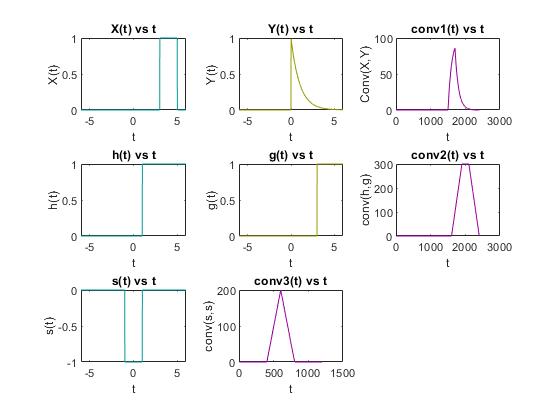 X(t) vs t
Y(t) vs t
conv1(t) vs t
X(t)
1
0.5
0
-5 0 5
t
Y(t)
1
0.5
0
-5 0 5
t
Conv(X,Y)
100
50
0
0 1000 2000 3000
t
h(t) vs t
g(t) vs t
conv2(t) vs t
h(t)
1
0.5
0
-5 0 5
t
g(t)
1
0.5
0
-5 0 5
t
conv(h,g)
300
200
100
0
0 1000 2000 3000
t
s(t) vs t
conv3(t) vs t
s(t)
0
-0.5
-1
-5 0 5
t
conv(s,s)
200
100
0
0 500 1000 1500
t